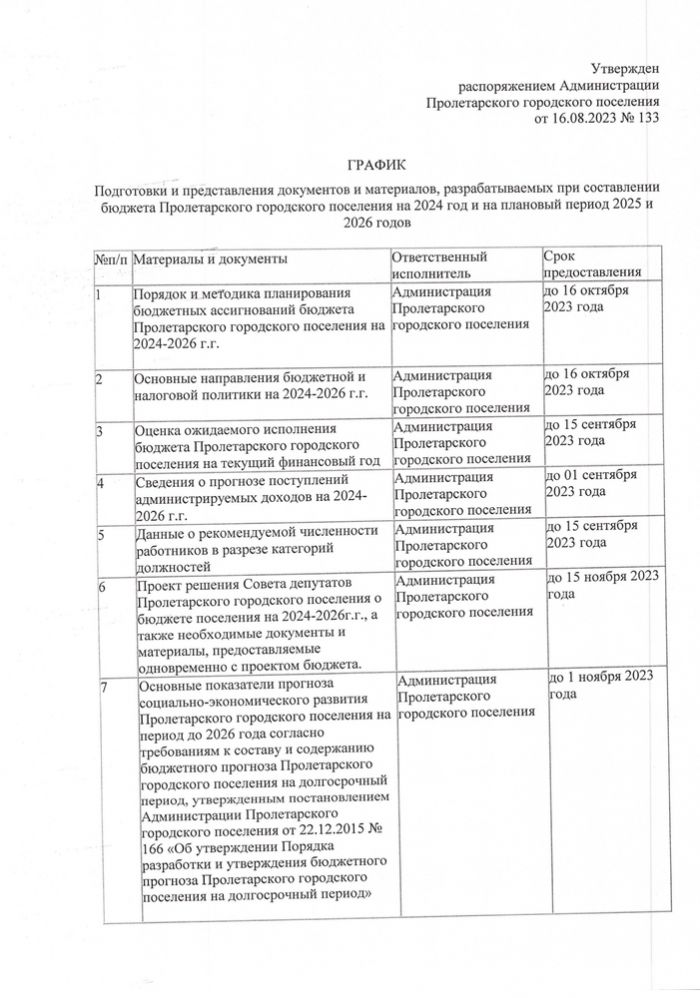 Утвержден
распоряжением Администрации
Пролетарского городского поселения
от 16.08.2023 № 133
ГРАФИК
Подготовки и представления документов и материалов, разрабатываемых при составлении
бюджета Пролетарского городского поселения на 2024 год и на плановый период 2025 и
2026 годов
№п/п
Материалы и документы
Ответственный
исполнитель
Срок
предоставления
1
Порядок и методика планирования
бюджетных ассигнований бюджета
Пролетарского городского поселения на
2024-2026 г.г.
Администрация
Пролетарского
городского поселения
до 16 октября
2023 года
2
Основные направления бюджетной и
налоговой политики на 2024-2026 г.г.
Администрация
Пролетарского
городского поселения
до 16 октября
2023 года
3
Оценка ожидаемого исполнения
бюджета Пролетарского городского
поселения на текущий финансовый год
Администрация
Пролетарского
городского поселения
до 15 сентября
2023 года
4
Сведения о прогнозе поступлений
администрируемых доходов на 2024-
2026 г.г.
Администрация
Пролетарского
городского поселения
до 01 сентября
2023 года
5
Данные о рекомендуемой численности
работников в разрезе категорий
должностей
Администрация
Пролетарского
городского поселения
до 15 сентября
2023 года
6
Проект решения Совета депутатов
Пролетарского городского поселения о
бюджете поселения на 2024-2026г.г., а
также необходимые документы и
материалы, предоставляемые
одновременно с проектом бюджета.
Администрация
Пролетарского
городского поселения
до 15 ноября 2023
года
7
Основные показатели прогноза
социально-экономического развития
Пролетарского городского поселения на
период до 2026 года согласно
требованиям к составу и содержанию
бюджетного прогноза Пролетарского
городского поселения на долгосрочный
период, утвержденным постановлением
Администрации Пролетарского
городского поселения от 22.12.2015 №
166 «Об утверждении Порядка
разработки и утверждения бюджетного
прогноза Пролетарского городского
поселения на долгосрочный период»
Администрация
Пролетарского
городского поселения
до 1 ноября 2023
года